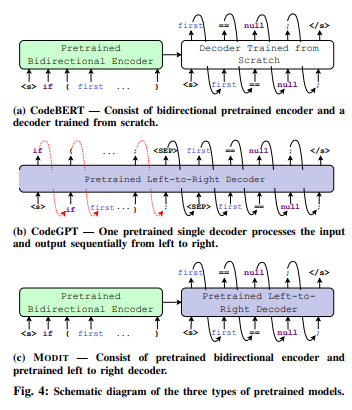 first == null ; </s>
Pretrained
Bidirectional Encoder
Decoder Trained from
Scratch
<s> if ( first ... } <s> first == null ;
(a) CodeBERT — Consist of bidirectional pretrained encoder and a
decoder trained from scratch.
if ( ... ; <SEP> first == null ; </s>
Pretrained Left-to-Right Decoder
<s> if first ... } ; <SEP> first == null ;
(b) CodeGPT — One pretrained single decoder processes the input
and output sequentially from left to right.
first == null ; </s>
Pretrained
Bidirectional Encoder
Pretrained Left-to-
Right Decoder
<s> if ( first ... } <s> first == null ;
(c) MODIT — Consist of pretrained bidirectional encoder and
pretrained left to right decoder.
Fig. 4: Schematic diagram of the three types of pretrained models.